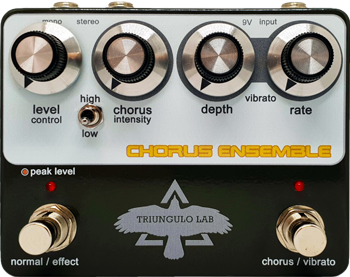 mono stereo 9V input
level control
high
low
chorus intensity
depth
vibrato
rate
CHORUS ENSEMBLE
peak level
TRIUNGULO LAB
normal / effect
chorus / vibrato